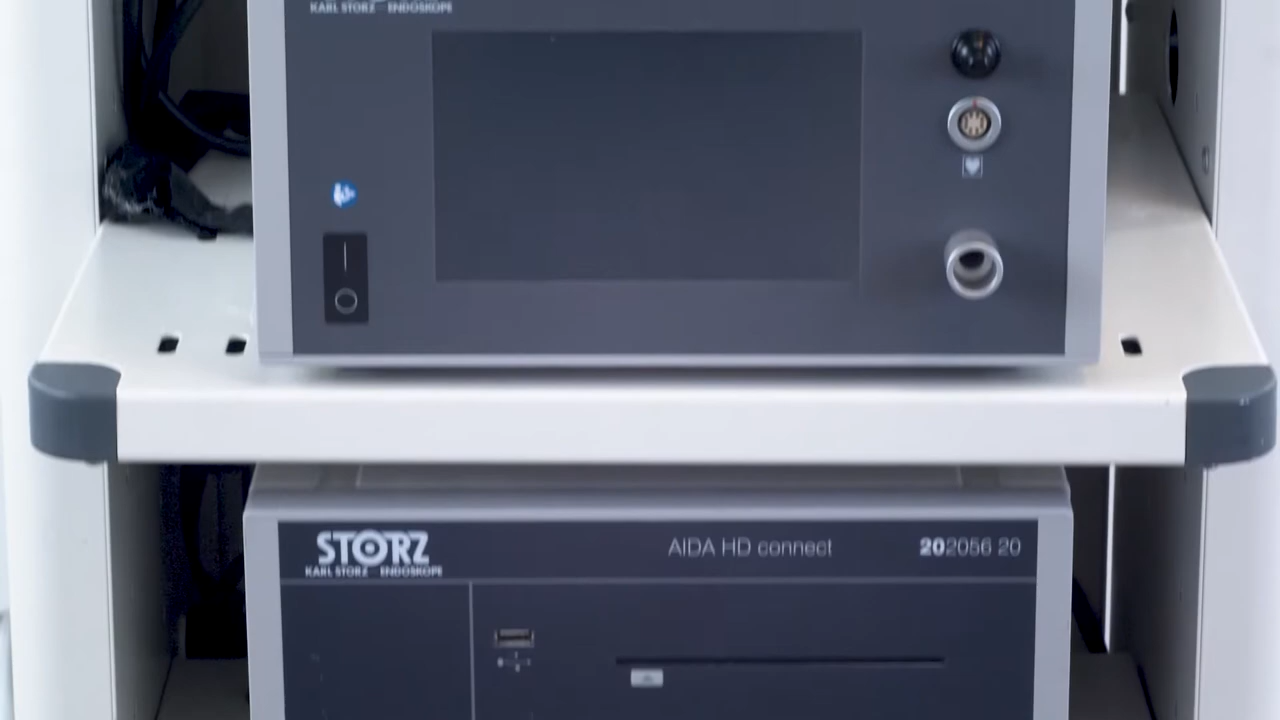 KARL STORZ ENDOSKOPE
STORZ
KARL STORZ ENDOSKOPE
AIDA HD connect
202056 20